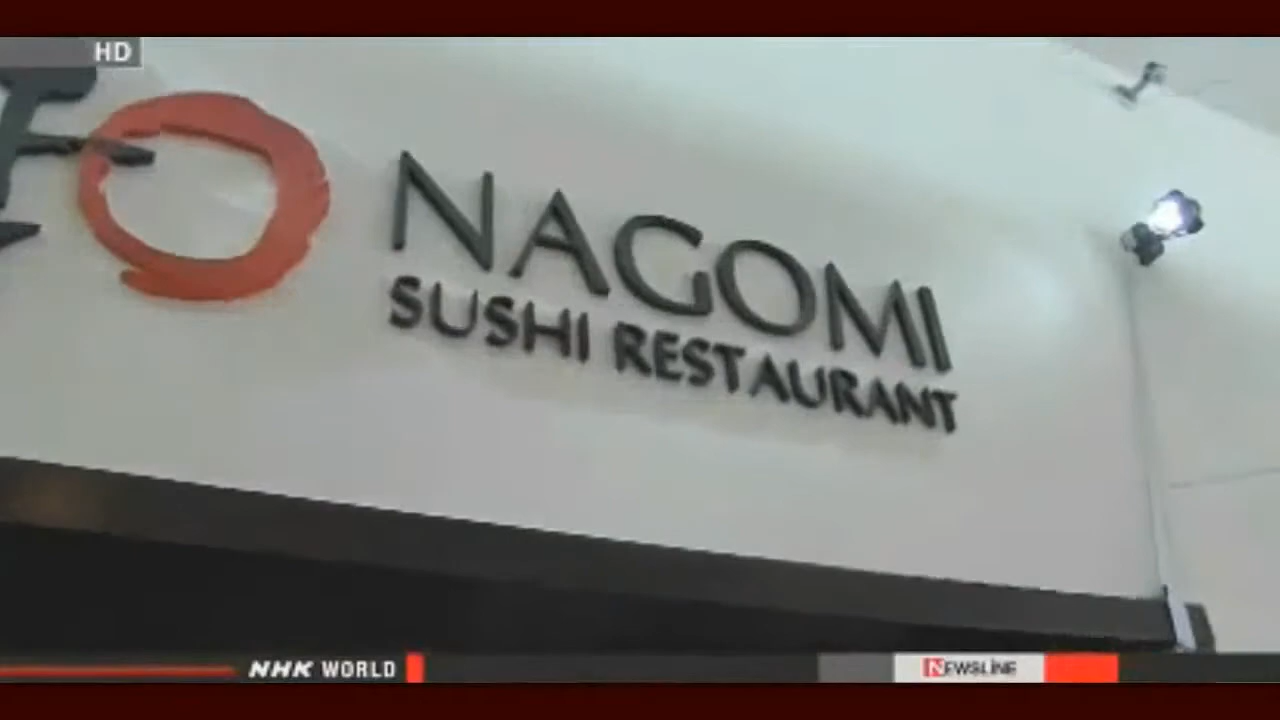 HD
NAGOMI
SUSHI RESTAURANT
NHK WORLD
NEWSLINE